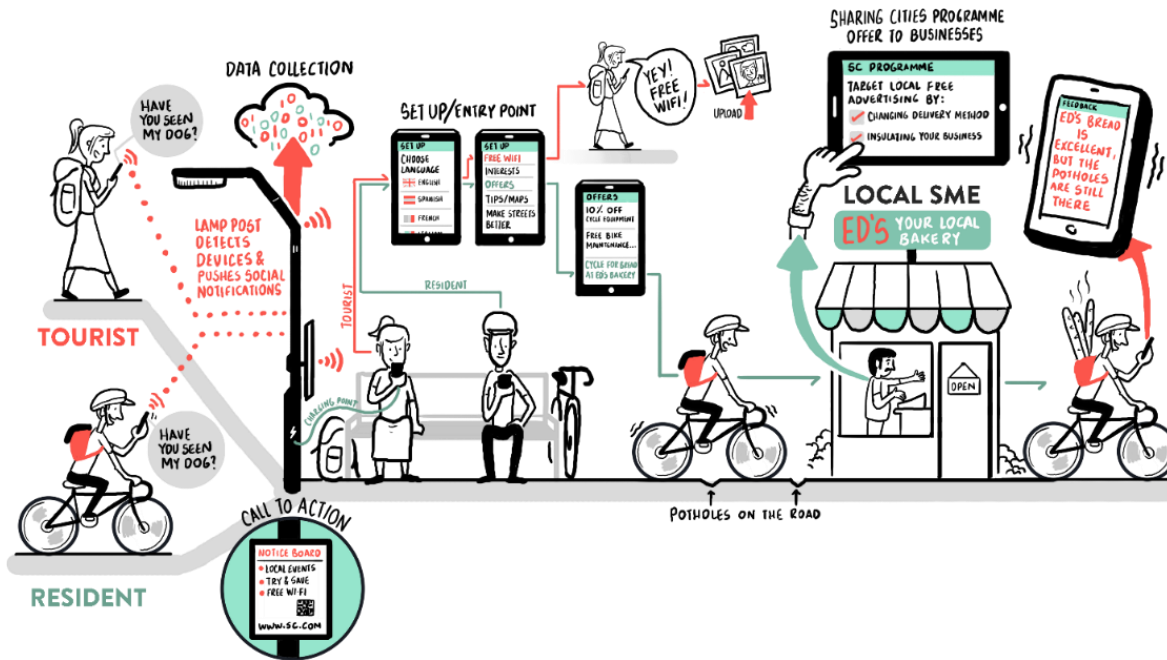 DATA COLLECTION
HAVE
YOU SEEN
MY DOG?
LAMP POST
DETECTS
DEVICES &
PUSHES SOCIAL
NOTIFICATIONS
TOURIST
HAVE
YOU SEEN
MY DOG?
RESIDENT
CALL TO ACTION
NOTICE BOARD
LOCAL EVENTS
TRY & SAVE
FREE WI-FI
WWW.SC.COM
CHARGING POINT
TOURIST
RESIDENT
SET UP/ENTRY POINT
SET UP
CHOOSE
LANGUAGE
ENGLISH
SPANISH
FRENCH
SET UP
FREE WIFI
INTERESTS
OFFERS
TIPS/MAPS
MAKE STREETS
BETTER
YEY!
FREE
WIFI!
UPLOAD
OFFERS
10% OFF
CYCLE EQUIPMENT
FREE BIKE
MAINTENANCE...
CYCLE FOR BREAD
AT ED'S BAKERY
POTHOLES ON THE ROAD
SHARING CITIES PROGRAMME
OFFER TO BUSINESSES
SC PROGRAMME
TARGET LOCAL FREE
ADVERTISING BY:
CHANGING DELIVERY METHOD
INSULATING YOUR BUSINESS
LOCAL SME
ED'S YOUR LOCAL
BAKERY
OPEN
FEEDBACK
ED'S BREAD
IS
EXCELLENT,
BUT THE
POTHOLES
ARE STILL
THERE